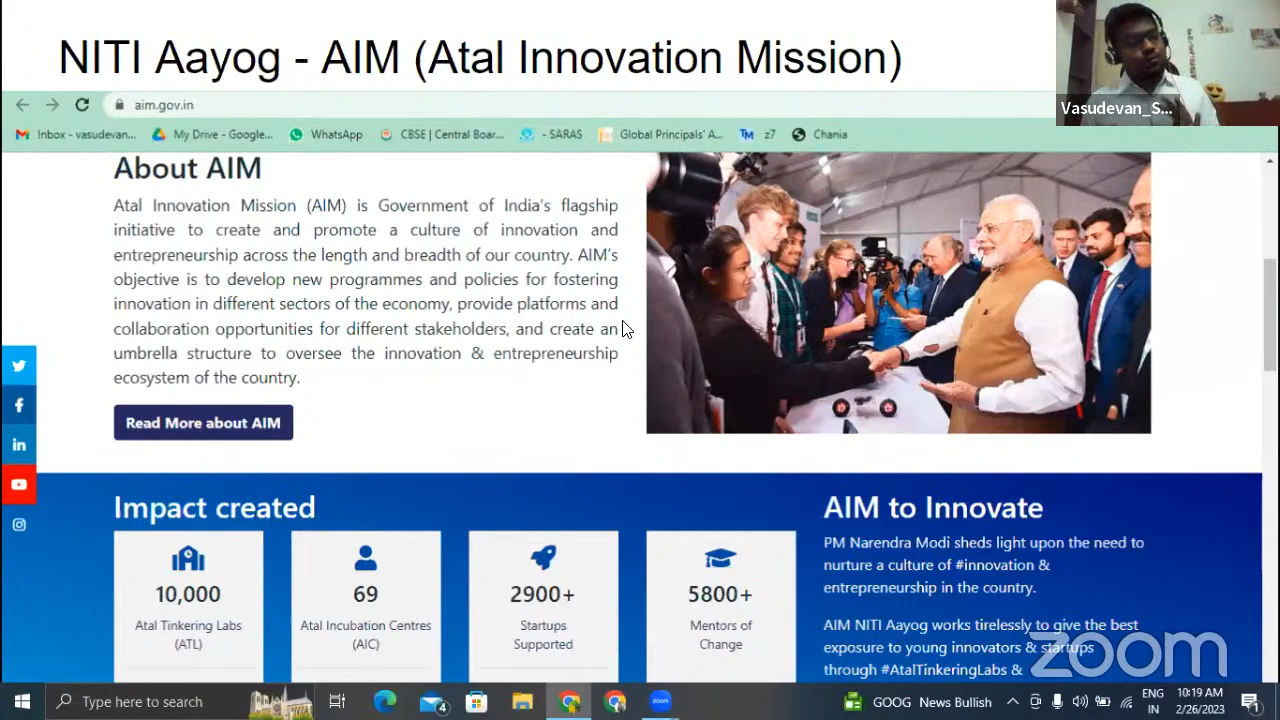 NITI Aayog - AIM (Atal Innovation Mission)
Vasudevan_S...
aim.gov.in
Inbox - vasudevan... My Drive - Google... WhatsApp CBSE | Central Boar... - SARAS Global Principals' A... TM z7 Chania
About AIM
Atal Innovation Mission (AIM) is Government of India's flagship
initiative to create and promote a culture of innovation and
entrepreneurship across the length and breadth of our country. AIM's
objective is to develop new programmes and policies for fostering
innovation in different sectors of the economy, provide platforms and
collaboration opportunities for different stakeholders, and create an
umbrella structure to oversee the innovation & entrepreneurship
ecosystem of the country.
Read More about AIM
Impact created
10,000
Atal Tinkering Labs
(ATL)
69
Atal Incubation Centres
(AIC)
2900+
Startups
Supported
5800+
Mentors of
Change
AIM to Innovate
PM Narendra Modi sheds light upon the need to
nurture a culture of #innovation &
entrepreneurship in the country.
AIM NITI Aayog works tirelessly to give the best
exposure to young innovators & startups
through #AtalTinkeringLabs &
zoom
Type here to search
4
zoom
GOOG News Bullish
ENG
IN
10:19 AM
2/26/2023
1